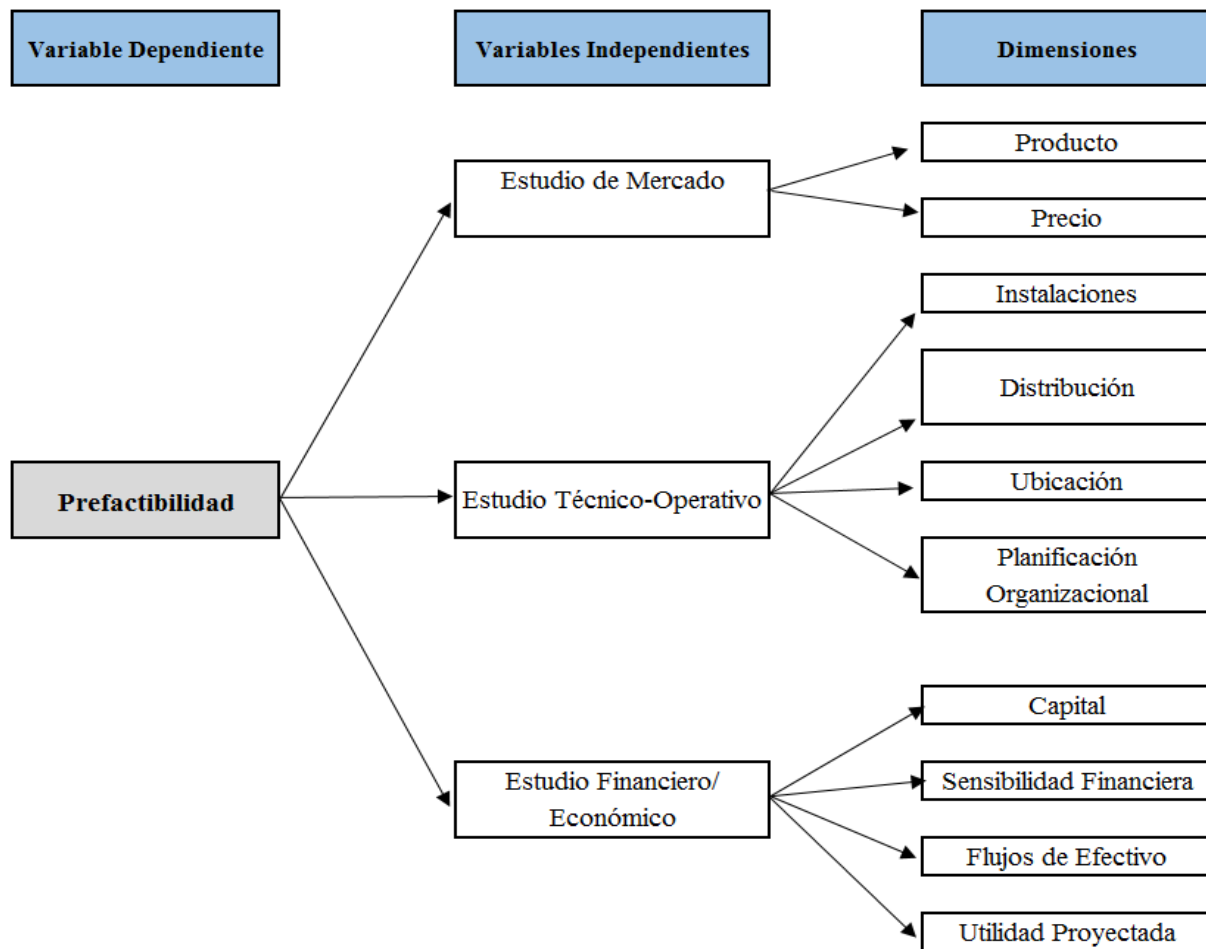 Variable Dependiente
Variables Independientes
Dimensiones
Producto
Estudio de Mercado
Precio
Instalaciones
Distribución
Prefactibilidad
Estudio Técnico-Operativo
Ubicación
Planificación
Organizacional
Capital
Estudio Financiero/
Económico
Sensibilidad Financiera
Flujos de Efectivo
Utilidad Proyectada